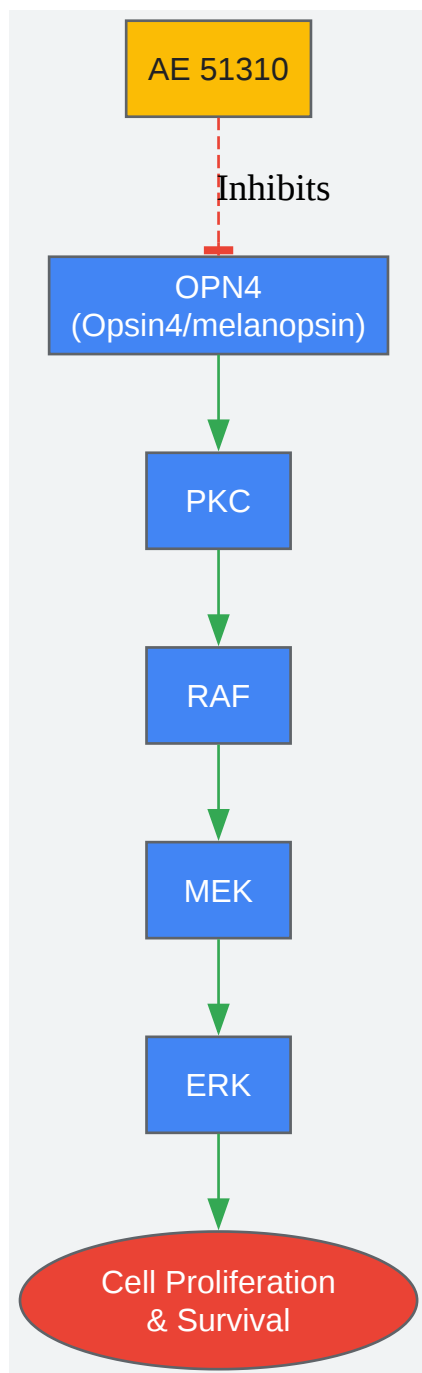 AE 51310
Inhibits
OPN4
(Opsin4/melanopsin)
PKC
RAF
MEK
ERK
Cell Proliferation
& Survival